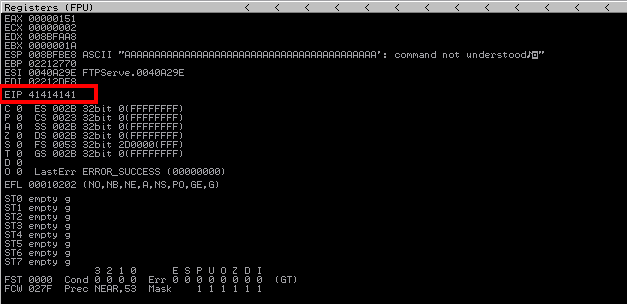 Registers (FPU) < < < < < < < < < < < < <
EAX 00000151
ECX 00000002
EDX 008BFAA8
EBX 0000001A
ESP 008BFBE8 ASCII "AAAAAAAAAAAAAAAAAAAAAAAAAAAAAAAAAAAAAAAAA': command not understood♪◙"
EBP 02212770
ESI 0040A29E FTPServe.0040A29E
EDI 02212DE8
EIP 41414141
C 0 ES 002B 32bit 0(FFFFFFFF)
P 0 CS 0023 32bit 0(FFFFFFFF)
A 0 SS 002B 32bit 0(FFFFFFFF)
Z 0 DS 002B 32bit 0(FFFFFFFF)
S 0 FS 0053 32bit 2D0000(FFF)
T 0 GS 002B 32bit 0(FFFFFFFF)
D 0
O 0 LastErr ERROR_SUCCESS (00000000)
EFL 00010202 (NO,NB,NE,A,NS,PO,GE,G)
ST0 empty g
ST1 empty g
ST2 empty g
ST3 empty g
ST4 empty g
ST5 empty g
ST6 empty g
ST7 empty g
3 2 1 0 E S P U O Z D I
FST 0000 Cond 0 0 0 0 Err 0 0 0 0 0 0 0 0 (GT)
FCW 027F Prec NEAR,53 Mask 1 1 1 1 1 1